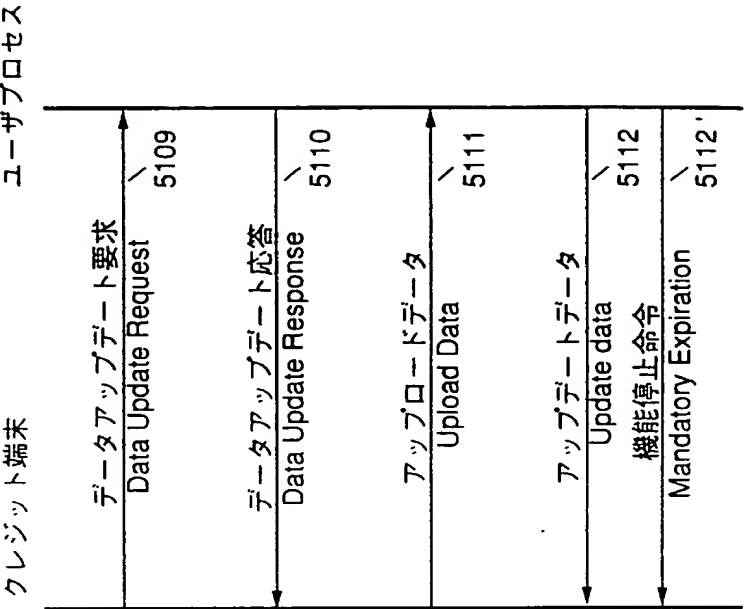 クレジット端末
ユーザプロセス
データアップデート要求
Data Update Request
5109
データアップデート応答
Data Update Response
5110
アップロードデータ
Upload Data
5111
アップデートデータ
Update data
5112
機能停止命令
Mandatory Expiration
5112'